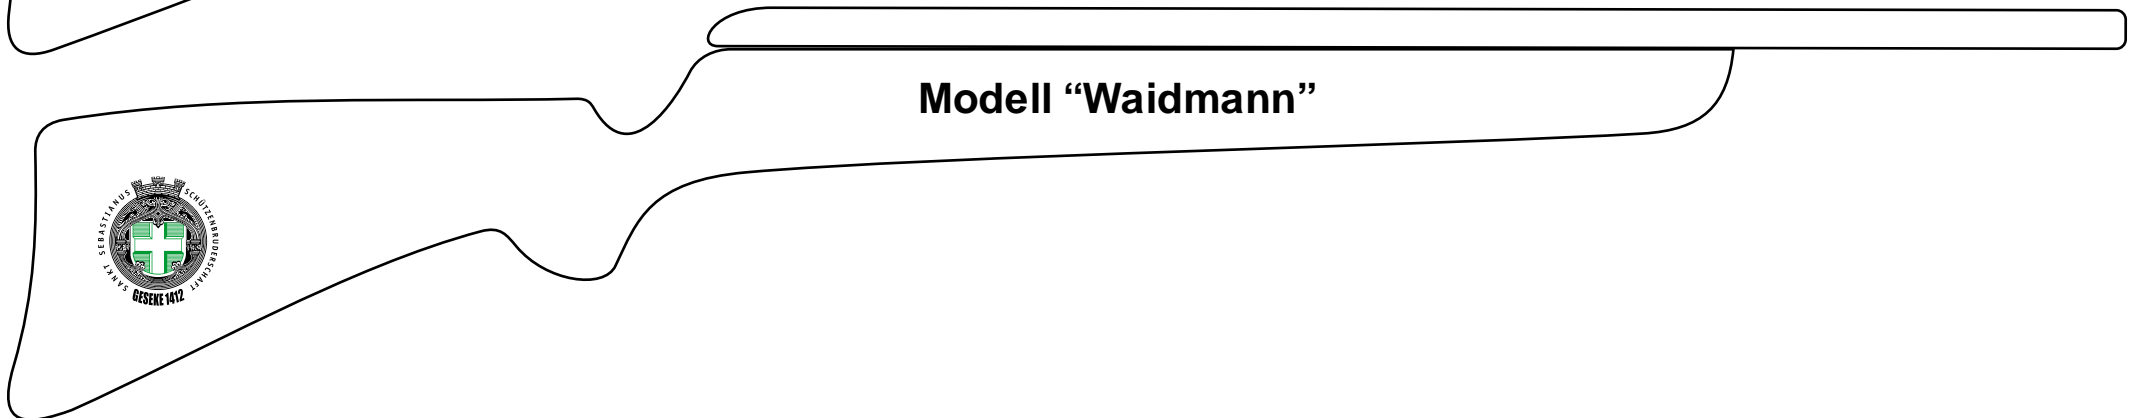 Modell “Waidmann”
SANKT SEBASTIANUS SCHÜTZENBRUDERSCHAFT
GESEKE 1412